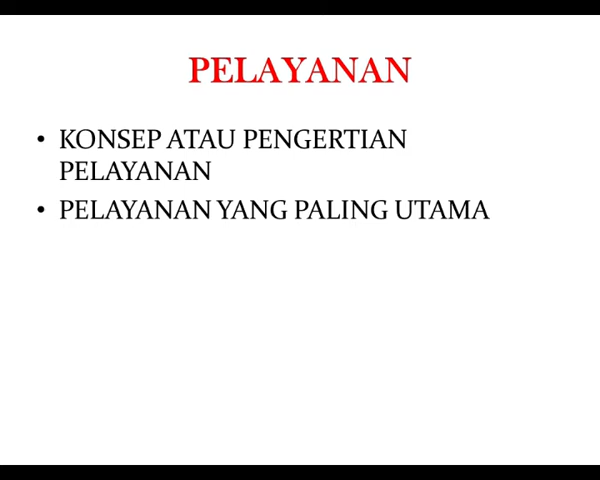 PELAYANAN
• KONSEP ATAU PENGERTIAN
PELAYANAN
• PELAYANAN YANG PALING UTAMA